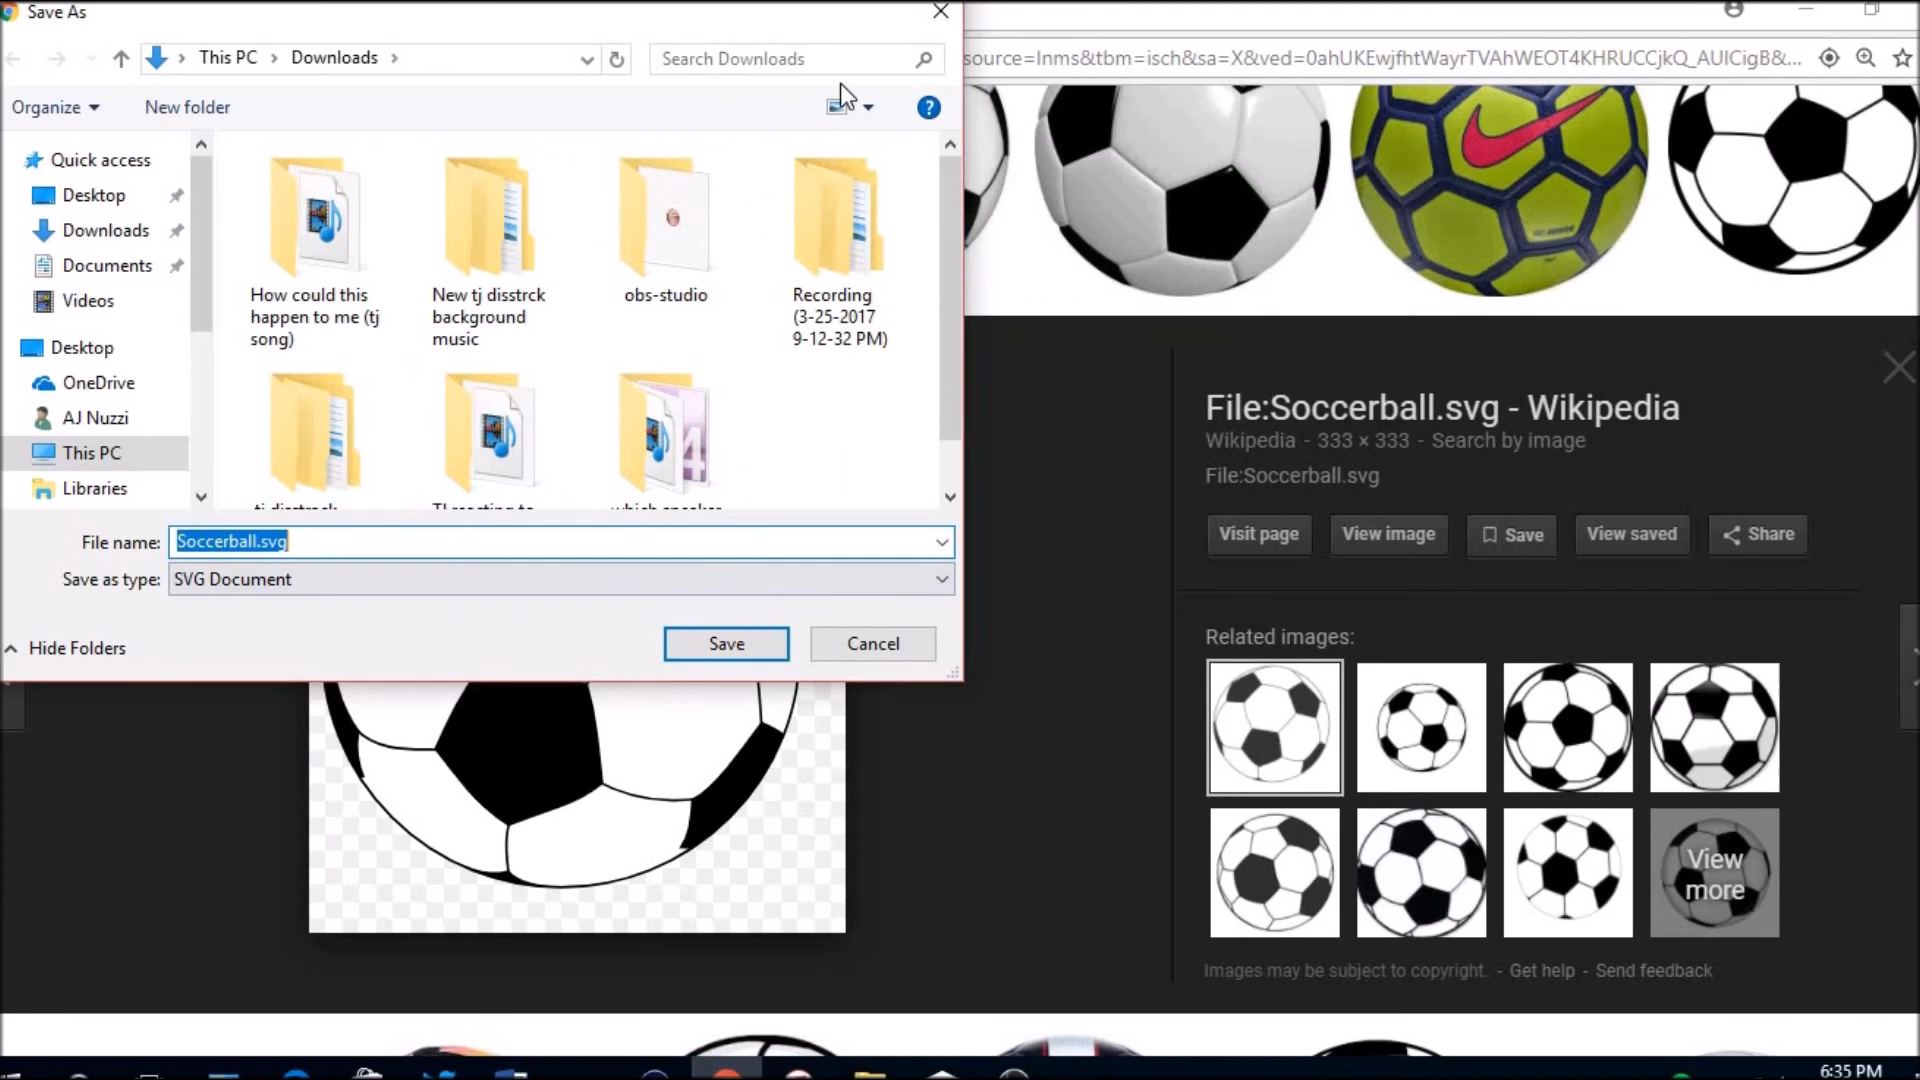 Save As
This PC
Downloads
Search Downloads
source=lnms&tbm=isch&sa=X&ved=0ahUKEwjfhtWayrTVAhWEOT4KHRUCCjkQ_AUICigB&...
Organize
New folder
?
Quick access
Desktop
Downloads
Documents
Videos
Desktop
OneDrive
AJ Nuzzi
This PC
Libraries
How could this
happen to me (tj
song)
New tj disstrck
background
music
obs-studio
Recording
(3-25-2017
9-12-32 PM)
File name:
Soccerball.svg
Save as type:
SVG Document
Hide Folders
Save
Cancel
File:Soccerball.svg - Wikipedia
Wikipedia - 333 × 333 - Search by image
File:Soccerball.svg
Visit page
View image
Save
View saved
Share
Related images:
View
more
Images may be subject to copyright. - Get help - Send feedback
6:35 PM